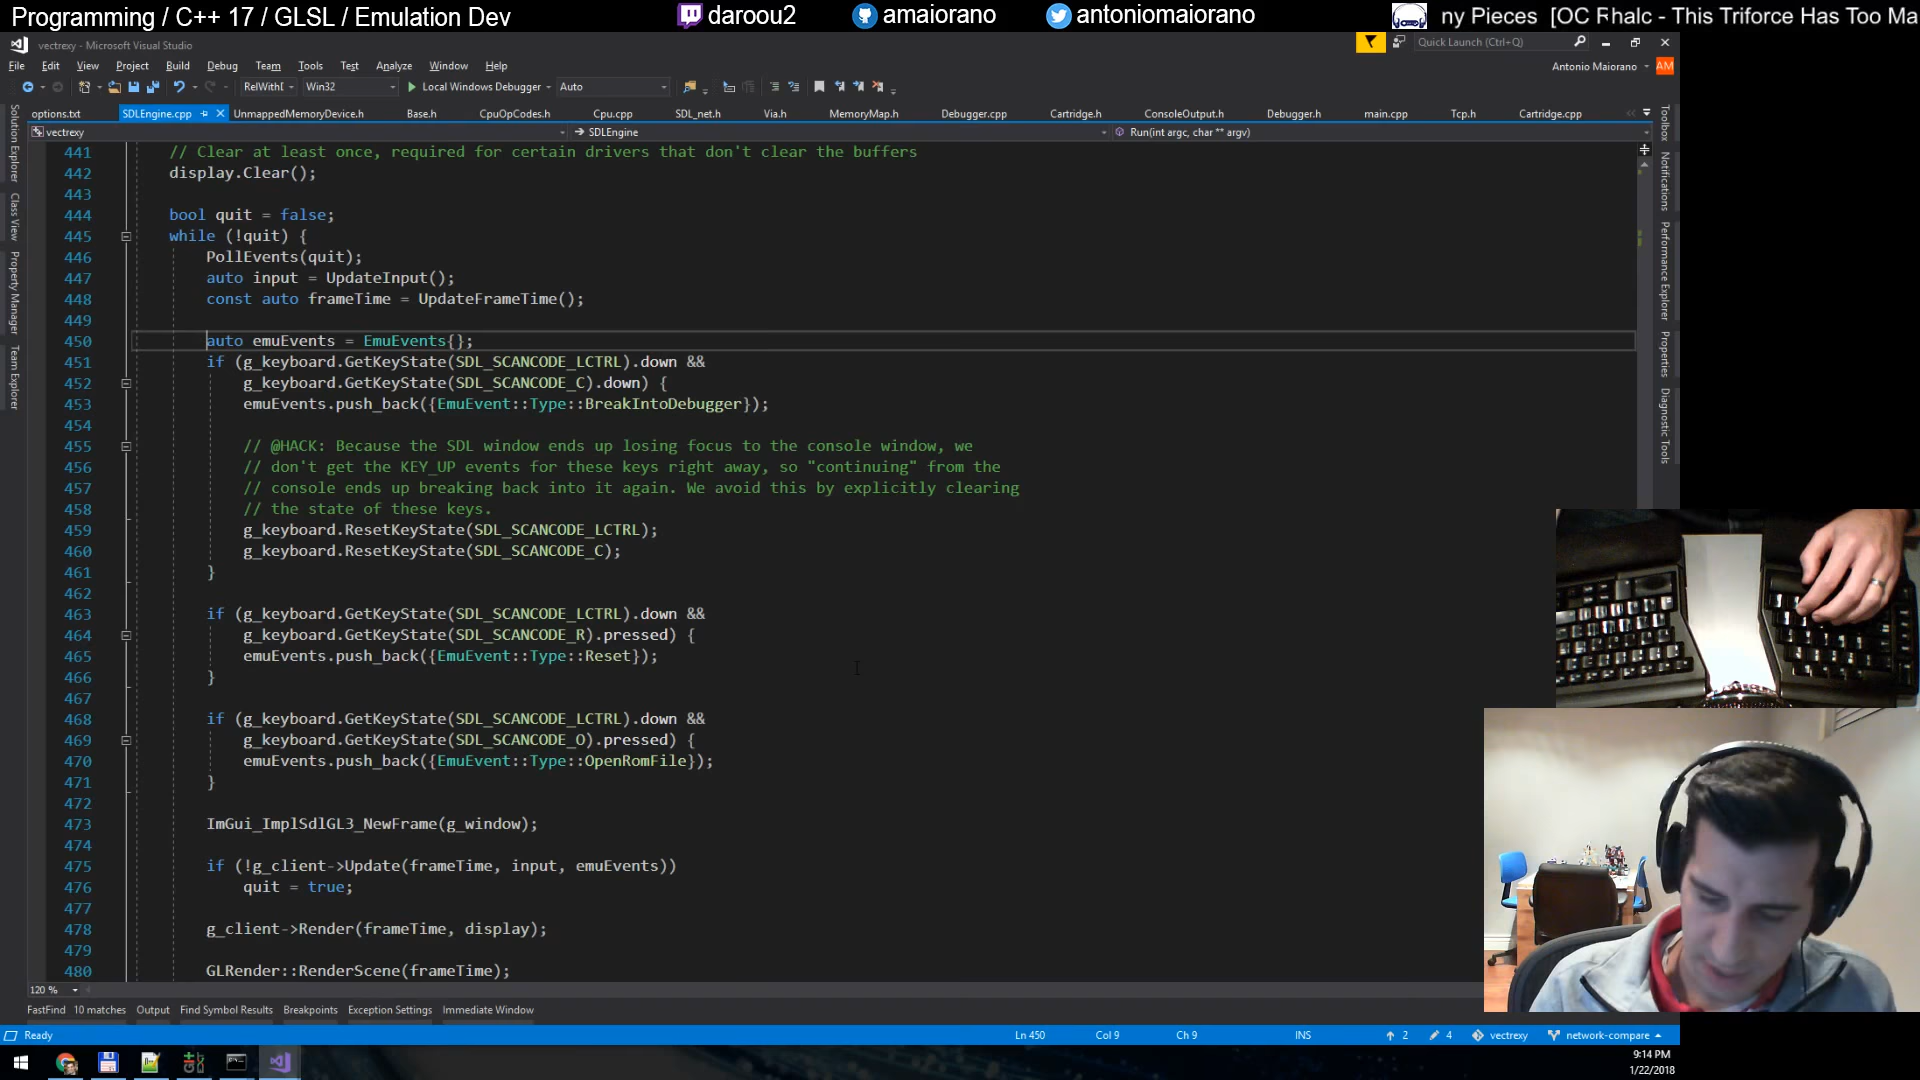 Programming / C++ 17 / GLSL / Emulation Dev
daroou2
amaiorano
antoniomaiorano
ny Pieces [OC Rhalc - This Triforce Has Too Ma
vectrexy - Microsoft Visual Studio
Quick Launch (Ctrl+Q)
File Edit View Project Build Debug Team Tools Test Analyze Window Help
Antonio Maiorano AM
RelWithD Win32 Local Windows Debugger Auto
options.txt SDLEngine.cpp UnmappedMemoryDevice.h Base.h CpuOpCodes.h Cpu.cpp SDL_net.h Via.h MemoryMap.h Debugger.cpp Cartridge.h ConsoleOutput.h Debugger.h main.cpp Tcp.h Cartridge.cpp
vectrexy SDLEngine Run(int argc, char ** argv)
Solution Explorer
Class View
Property Manager
Team Explorer
Toolbox
Notifications
Performance Explorer
Properties
Diagnostic Tools
441 // Clear at least once, required for certain drivers that don't clear the buffers
442 display.Clear();
443
444 bool quit = false;
445 while (!quit) {
446 PollEvents(quit);
447 auto input = UpdateInput();
448 const auto frameTime = UpdateFrameTime();
449
450 auto emuEvents = EmuEvents{};
451 if (g_keyboard.GetKeyState(SDL_SCANCODE_LCTRL).down &&
452 g_keyboard.GetKeyState(SDL_SCANCODE_C).down) {
453 emuEvents.push_back({EmuEvent::Type::BreakIntoDebugger});
454
455 // @HACK: Because the SDL window ends up losing focus to the console window, we
456 // don't get the KEY_UP events for these keys right away, so "continuing" from the
457 // console ends up breaking back into it again. We avoid this by explicitly clearing
458 // the state of these keys.
459 g_keyboard.ResetKeyState(SDL_SCANCODE_LCTRL);
460 g_keyboard.ResetKeyState(SDL_SCANCODE_C);
461 }
462
463 if (g_keyboard.GetKeyState(SDL_SCANCODE_LCTRL).down &&
464 g_keyboard.GetKeyState(SDL_SCANCODE_R).pressed) {
465 emuEvents.push_back({EmuEvent::Type::Reset});
466 }
467
468 if (g_keyboard.GetKeyState(SDL_SCANCODE_LCTRL).down &&
469 g_keyboard.GetKeyState(SDL_SCANCODE_O).pressed) {
470 emuEvents.push_back({EmuEvent::Type::OpenRomFile});
471 }
472
473 ImGui_ImplSdlGL3_NewFrame(g_window);
474
475 if (!g_client->Update(frameTime, input, emuEvents))
476 quit = true;
477
478 g_client->Render(frameTime, display);
479
480 GLRender::RenderScene(frameTime);
120 %
FastFind 10 matches Output Find Symbol Results Breakpoints Exception Settings Immediate Window
Ready Ln 450 Col 9 Ch 9 INS 2 4 vectrexy network-compare
9:14 PM
1/22/2018